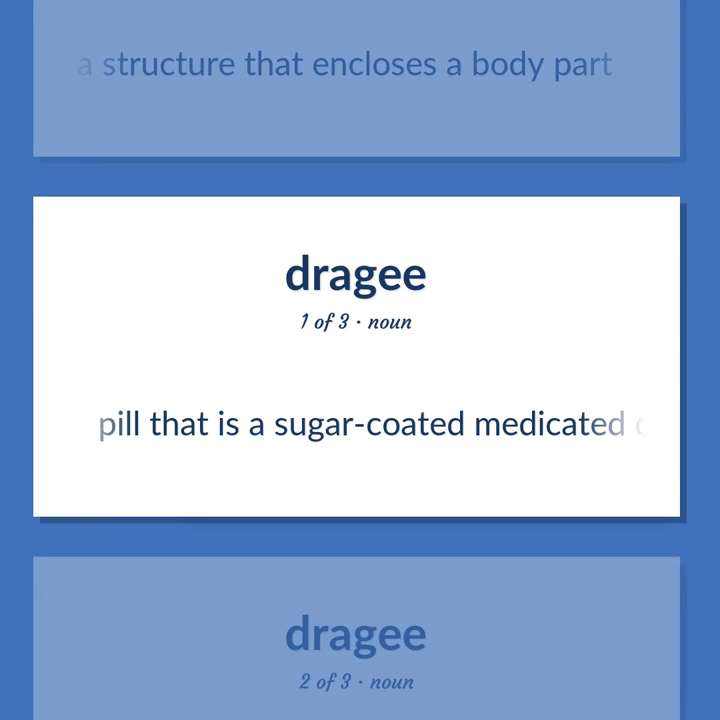 a structure that encloses a body part
dragee
1 of 3 · noun
pill that is a sugar-coated medicated
dragee
2 of 3 · noun